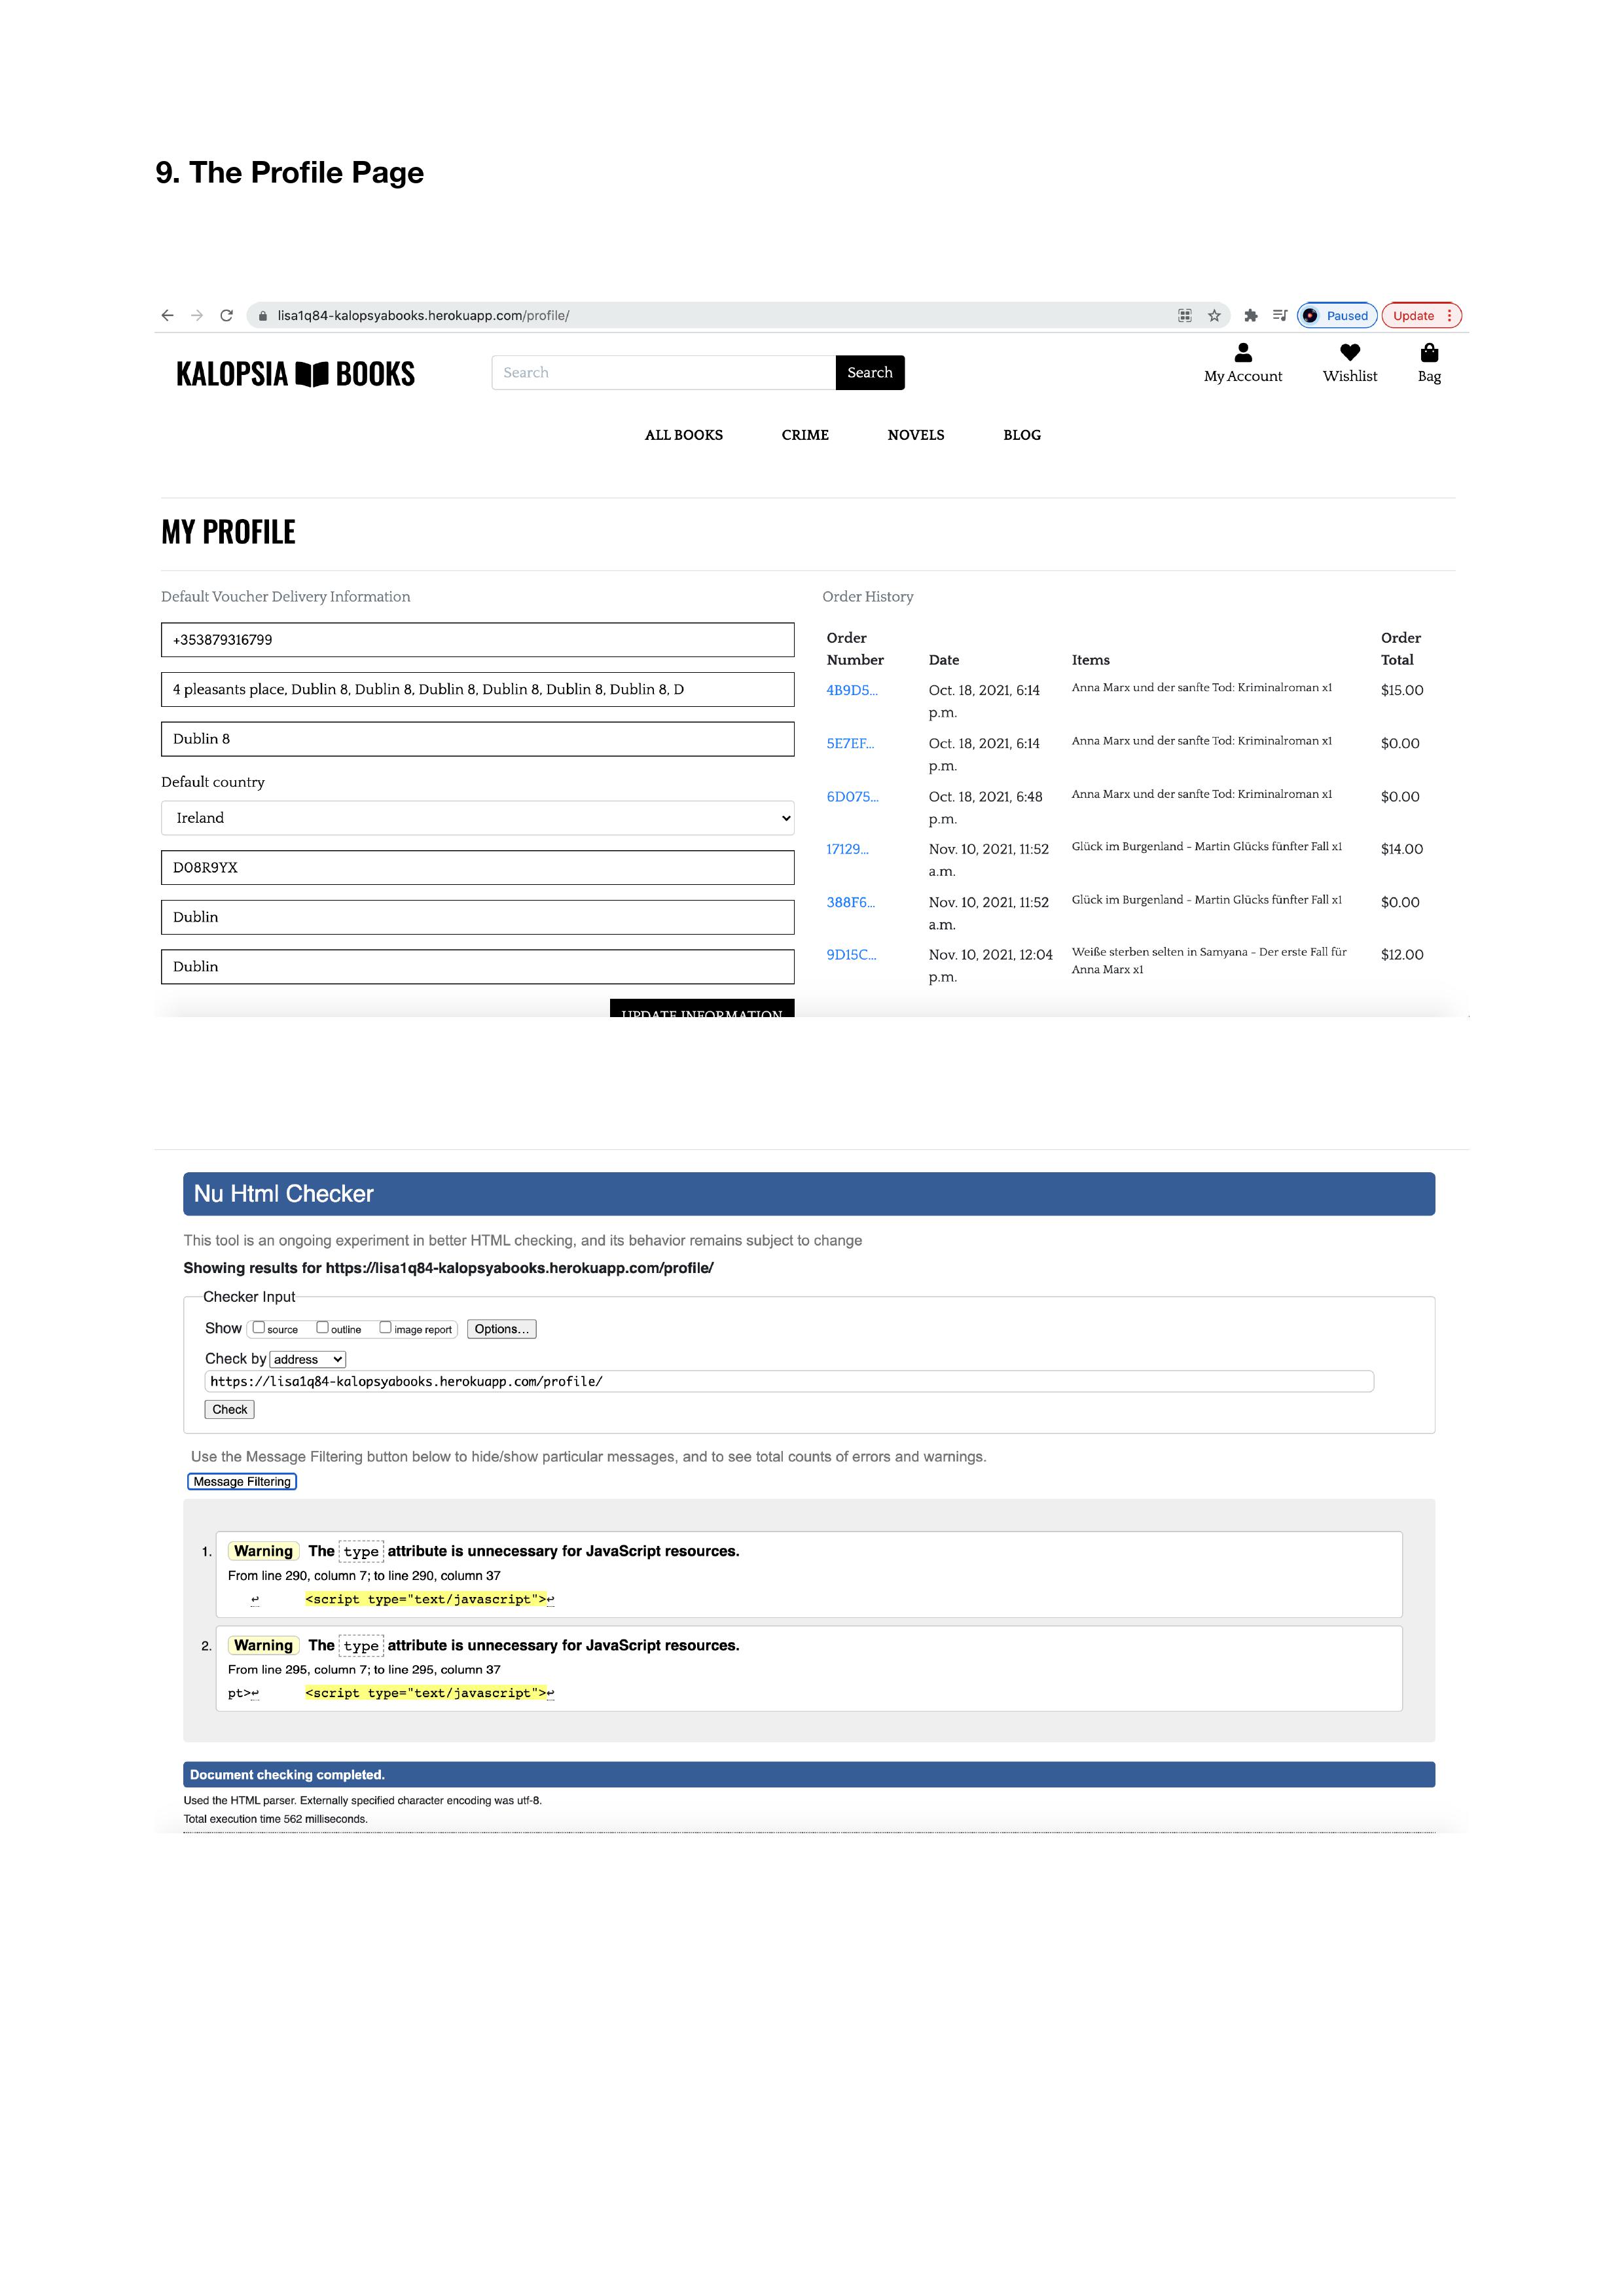 9. The Profile Page
lisa1q84-kalopsyabooks.herokuapp.com/profile/
Paused
Update
KALOPSIA BOOKS
Search
Search
My Account
Wishlist
Bag
ALL BOOKS
CRIME
NOVELS
BLOG
MY PROFILE
Default Voucher Delivery Information
+353879316799
4 pleasants place, Dublin 8, Dublin 8, Dublin 8, Dublin 8, Dublin 8, Dublin 8, D
Dublin 8
Default country
Ireland
D08R9YX
Dublin
Dublin
UPDATE INFORMATION
Order History
Order
Number
Date
Items
Order
Total
4B9D5...
Oct. 18, 2021, 6:14
p.m.
Anna Marx und der sanfte Tod: Kriminalroman x1
$15.00
5E7EF...
Oct. 18, 2021, 6:14
p.m.
Anna Marx und der sanfte Tod: Kriminalroman x1
$0.00
6D075...
Oct. 18, 2021, 6:48
p.m.
Anna Marx und der sanfte Tod: Kriminalroman x1
$0.00
17129...
Nov. 10, 2021, 11:52
a.m.
Glück im Burgenland - Martin Glücks fünfter Fall x1
$14.00
388F6...
Nov. 10, 2021, 11:52
a.m.
Glück im Burgenland - Martin Glücks fünfter Fall x1
$0.00
9D15C...
Nov. 10, 2021, 12:04
p.m.
Weiße sterben selten in Samyana - Der erste Fall für
Anna Marx x1
$12.00
Nu Html Checker
This tool is an ongoing experiment in better HTML checking, and its behavior remains subject to change
Showing results for https://lisa1q84-kalopsyabooks.herokuapp.com/profile/
Checker Input
Show source outline image report Options...
Check by address
https://lisa1q84-kalopsyabooks.herokuapp.com/profile/
Check
Use the Message Filtering button below to hide/show particular messages, and to see total counts of errors and warnings.
Message Filtering
1. Warning The type attribute is unnecessary for JavaScript resources.
From line 290, column 7; to line 290, column 37
↩ <script type="text/javascript">↩
2. Warning The type attribute is unnecessary for JavaScript resources.
From line 295, column 7; to line 295, column 37
pt>↩ <script type="text/javascript">↩
Document checking completed.
Used the HTML parser. Externally specified character encoding was utf-8.
Total execution time 562 milliseconds.